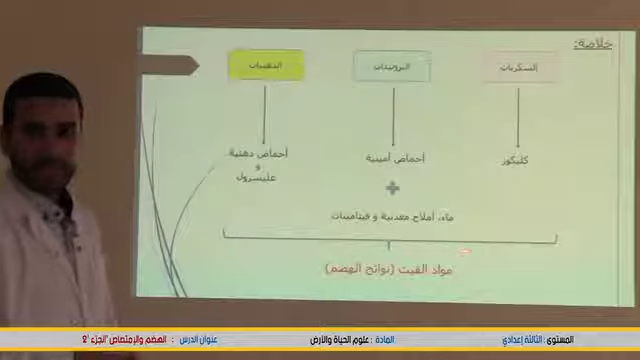 خلاصة:
السكريات
البروتيدات
الدهنيات
كليكوز
أحماض أمينية
أحماض دهنية
و
غليسرول
ماء، أملاح معدنية و فيتامينات
مواد القيت (نواتج الهضم)
المستوى : الثالثة إعدادي
المادة : علوم الحياة والأرض
عنوان الدرس : الهضم والإمتصاص "الجزء 2"